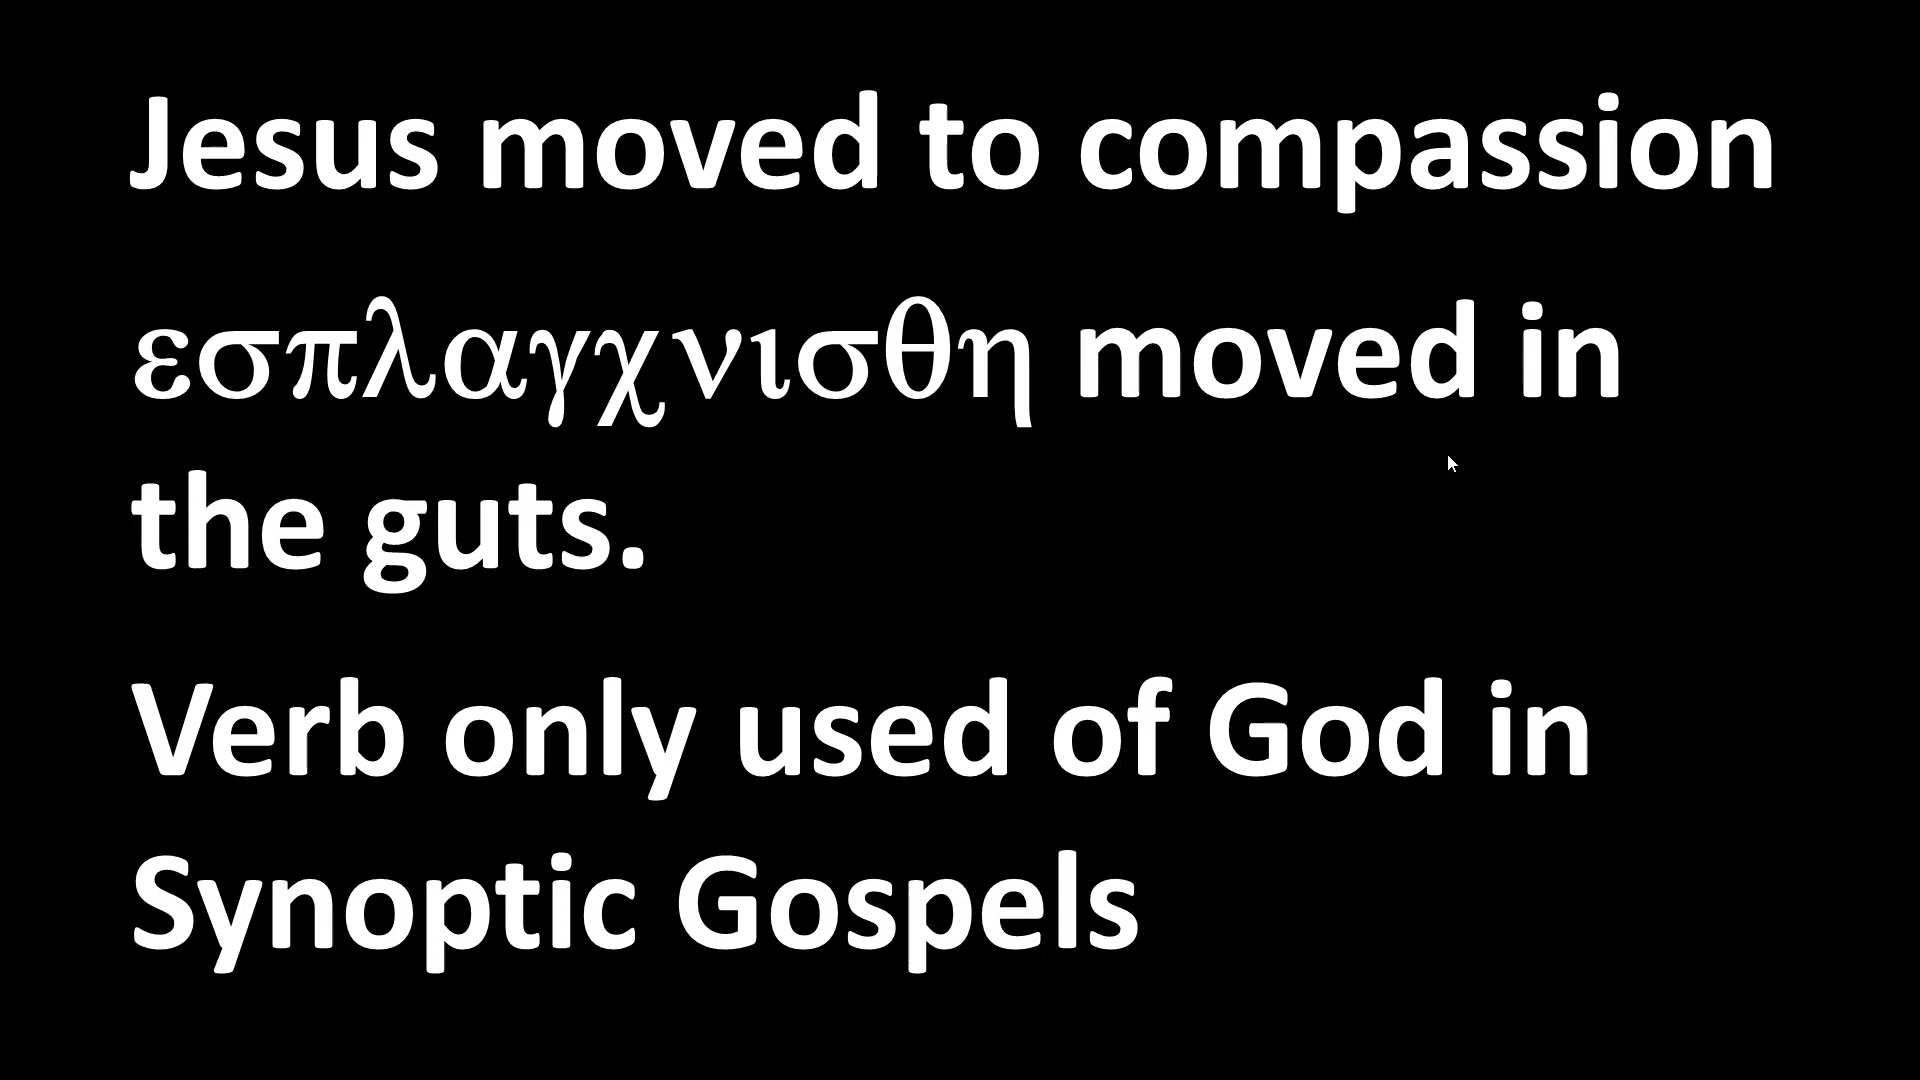 Jesus moved to compassion
εσπλαγχνισθη moved in
the guts.
Verb only used of God in
Synoptic Gospels